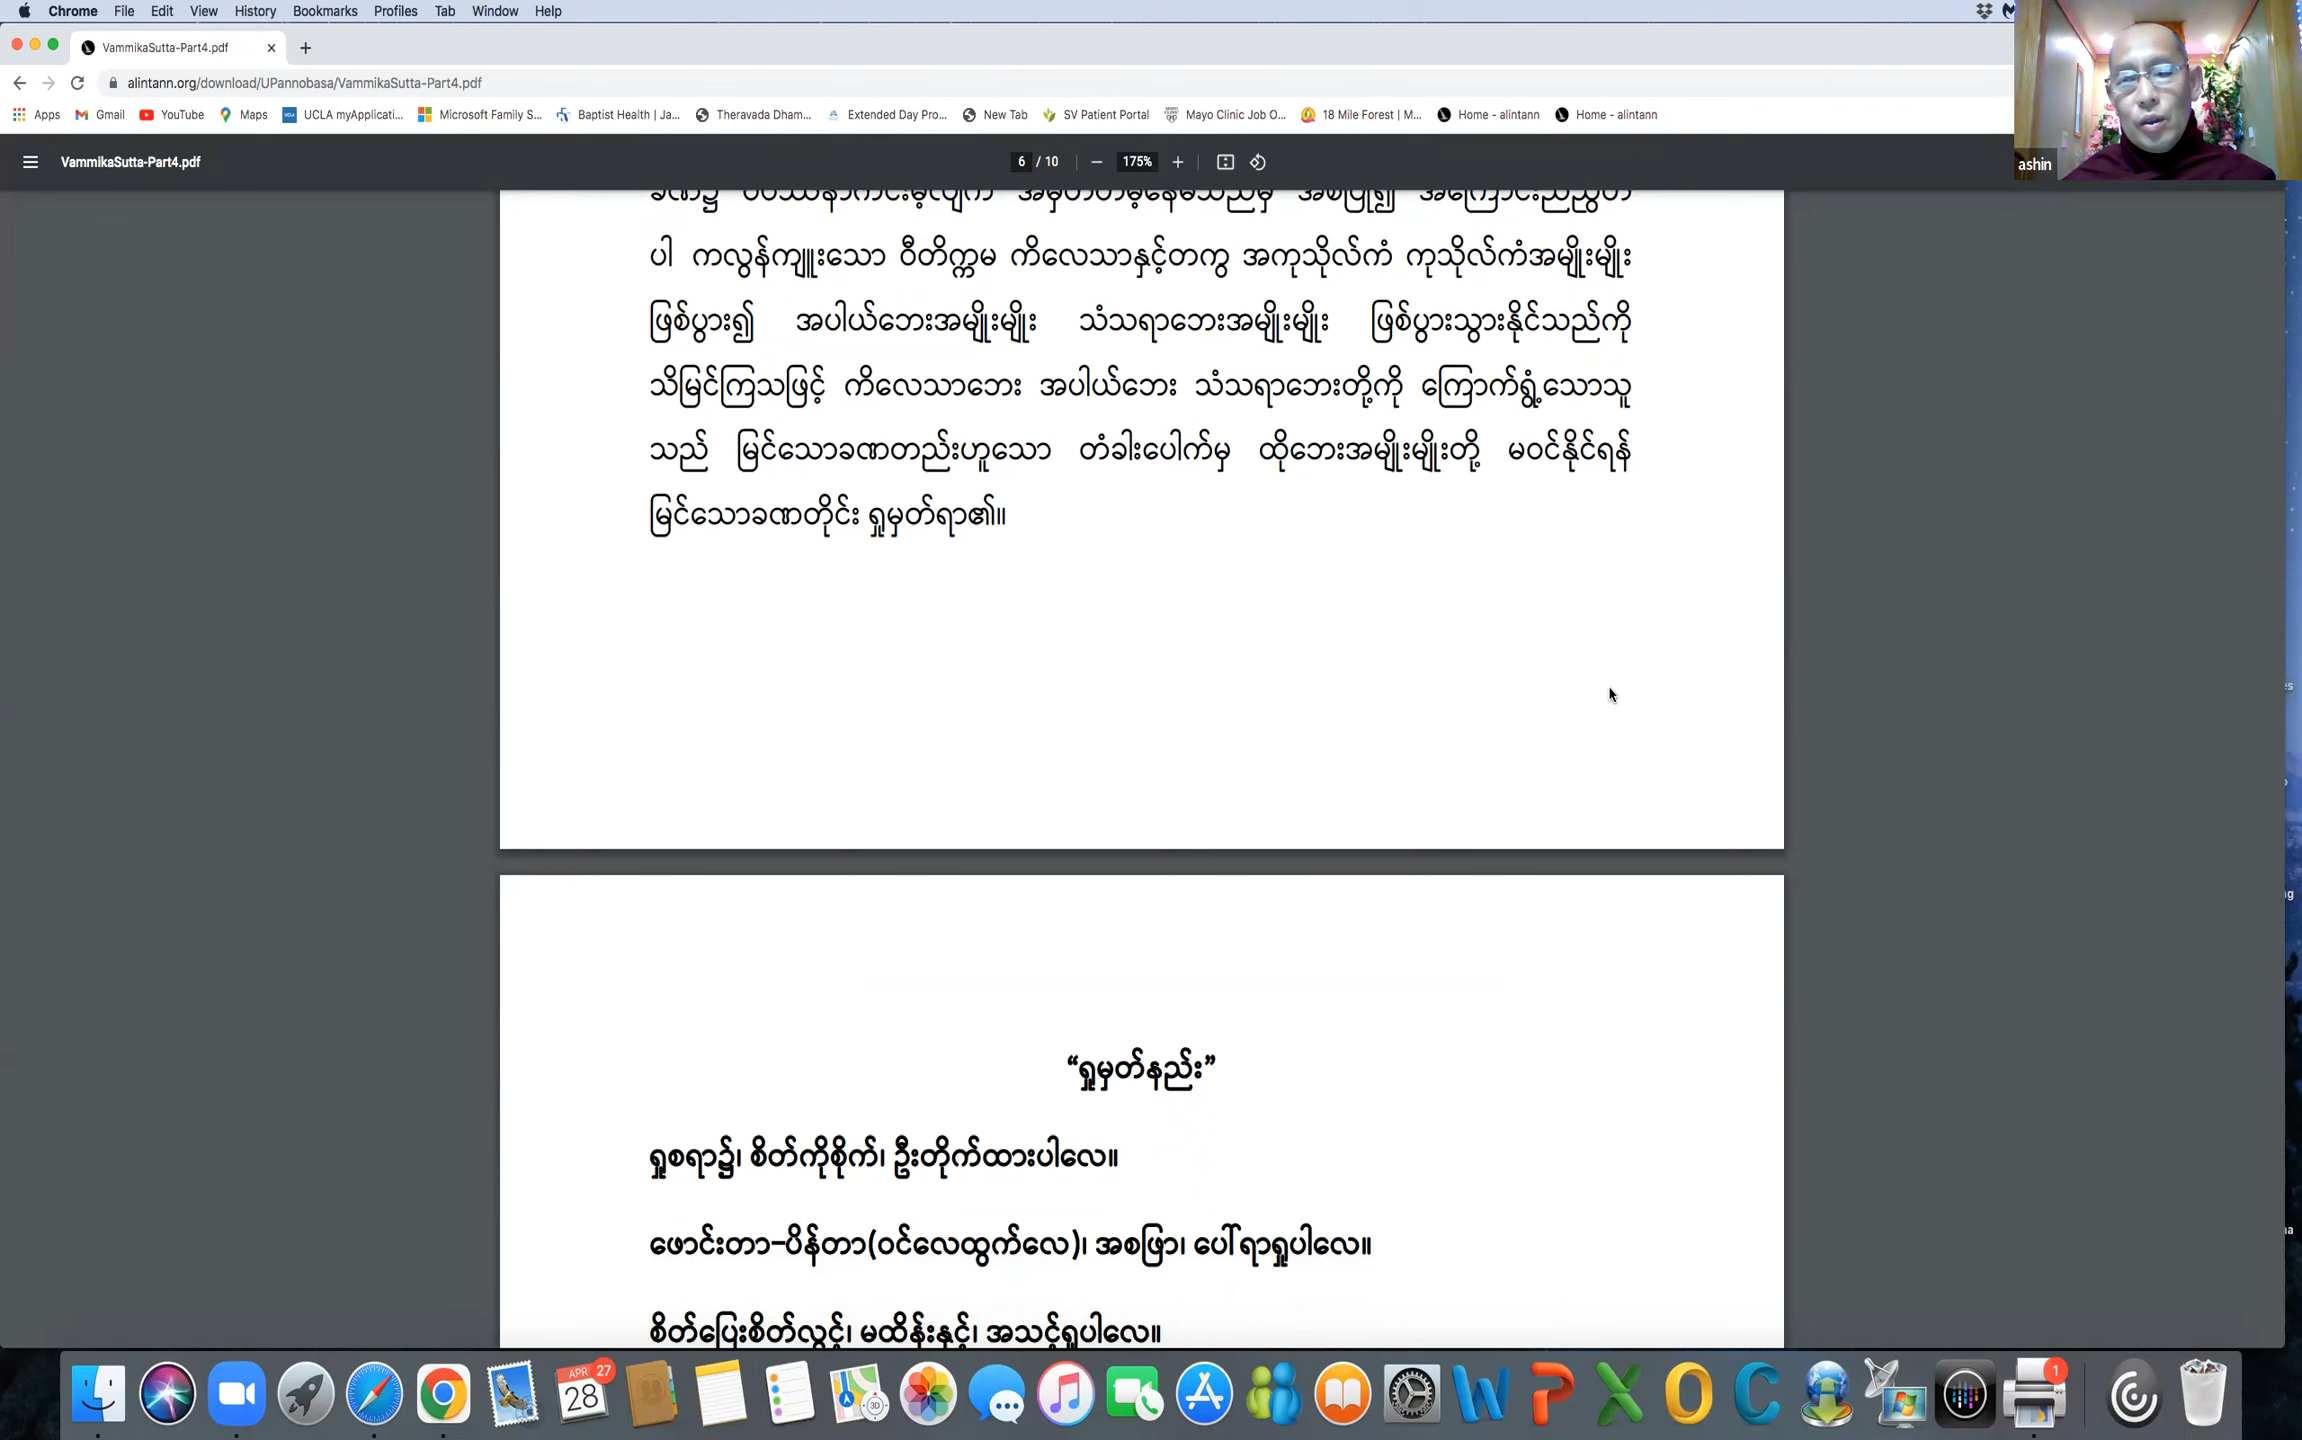 Chrome File Edit View History Bookmarks Profiles Tab Window Help
VammikaSutta-Part4.pdf
alintann.org/download/UPannobasa/VammikaSutta-Part4.pdf
Apps Gmail YouTube Maps UCLA myApplicati... Microsoft Family S... Baptist Health | Ja... Theravada Dham... Extended Day Pro... New Tab SV Patient Portal Mayo Clinic Job O... 18 Mile Forest | M... Home - alintann Home - alintann
ashin
VammikaSutta-Part4.pdf 6 / 10 175%
ပါ ကလွန်ကျူးသော ဝီတိက္ကမ ကိလေသာနှင့်တကွ အကုသိုလ်ကံ ကုသိုလ်ကံအမျိုးမျိုး
ဖြစ်ပွား၍ အပါယ်ဘေးအမျိုးမျိုး သံသရာဘေးအမျိုးမျိုး ဖြစ်ပွားသွားနိုင်သည်ကို
သိမြင်ကြသဖြင့် ကိလေသာဘေး အပါယ်ဘေး သံသရာဘေးတို့ကို ကြောက်ရွံ့သောသူ
သည် မြင်သောခဏတည်းဟူသော တံခါးပေါက်မှ ထိုဘေးအမျိုးမျိုးတို့ မဝင်နိုင်ရန်
မြင်သောခဏတိုင်း ရှုမှတ်ရာ၏။
“ရှုမှတ်နည်း”
ရှုစရာ၌၊ စိတ်ကိုစိုက်၊ ဦးတိုက်ထားပါလေ။
ဖောင်းတာ-ပိန်တာ(ဝင်လေထွက်လေ)၊ အစဖြာ၊ ပေါ်ရာရှုပါလေ။
စိတ်ပြေးစိတ်လွင့်၊ မထိန်းနှင့်၊ အသင့်ရှုပါလေ။
APR 28 27
3D
W P X O C
1